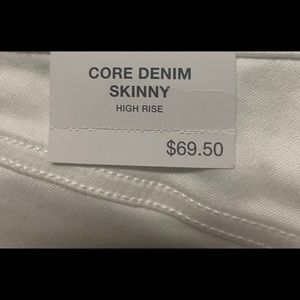 CORE DENIM
SKINNY
HIGH RISE
$69.50